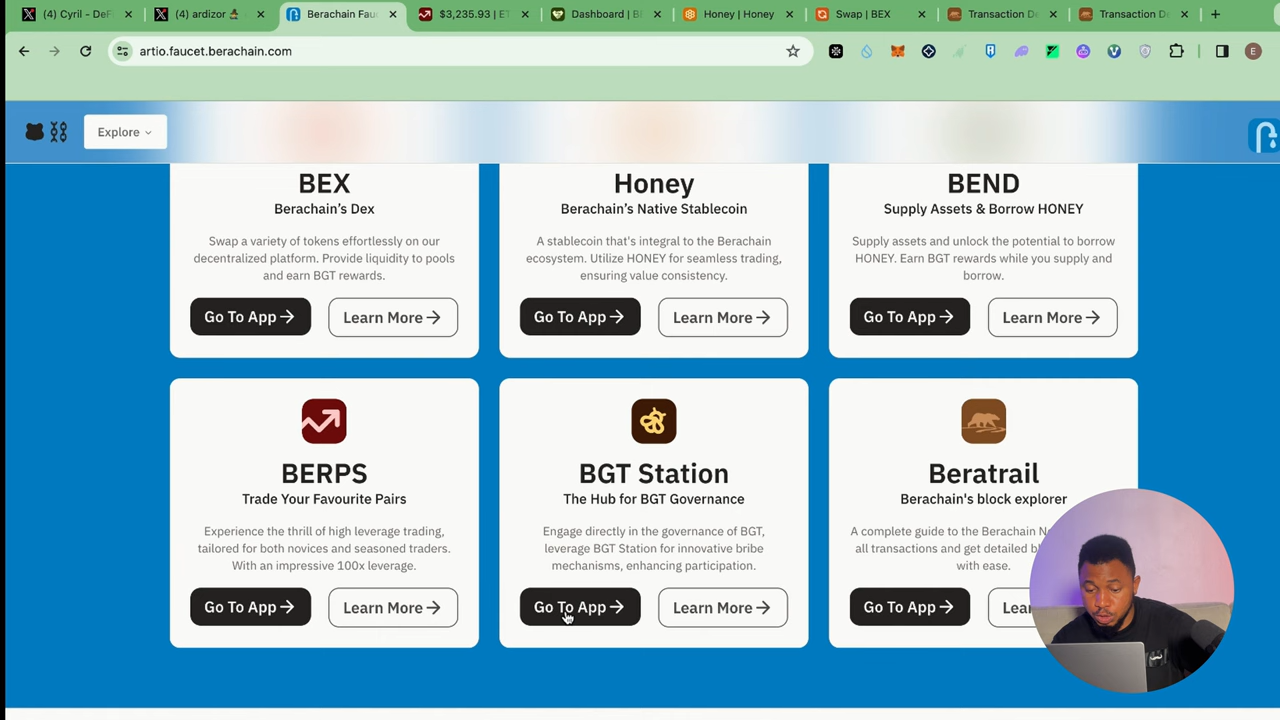 (4) Cyril - DeF
(4) ardizor
Berachain Fau
$3,235.93 | ET
Dashboard | B
Honey | Honey
Swap | BEX
Transaction De
Transaction De
artio.faucet.berachain.com
E
Explore
BEX
Berachain’s Dex
Swap a variety of tokens effortlessly on our
decentralized platform. Provide liquidity to pools
and earn BGT rewards.
Go To App
Learn More
Honey
Berachain’s Native Stablecoin
A stablecoin that's integral to the Berachain
ecosystem. Utilize HONEY for seamless trading,
ensuring value consistency.
Go To App
Learn More
BEND
Supply Assets & Borrow HONEY
Supply assets and unlock the potential to borrow
HONEY. Earn BGT rewards while you supply and
borrow.
Go To App
Learn More
BERPS
Trade Your Favourite Pairs
Experience the thrill of high leverage trading,
tailored for both novices and seasoned traders.
With an impressive 100x leverage.
Go To App
Learn More
BGT Station
The Hub for BGT Governance
Engage directly in the governance of BGT,
leverage BGT Station for innovative bribe
mechanisms, enhancing participation.
Go To App
Learn More
Beratrail
Berachain's block explorer
A complete guide to the Berachain N
all transactions and get detailed bl
with ease.
Go To App
Lear